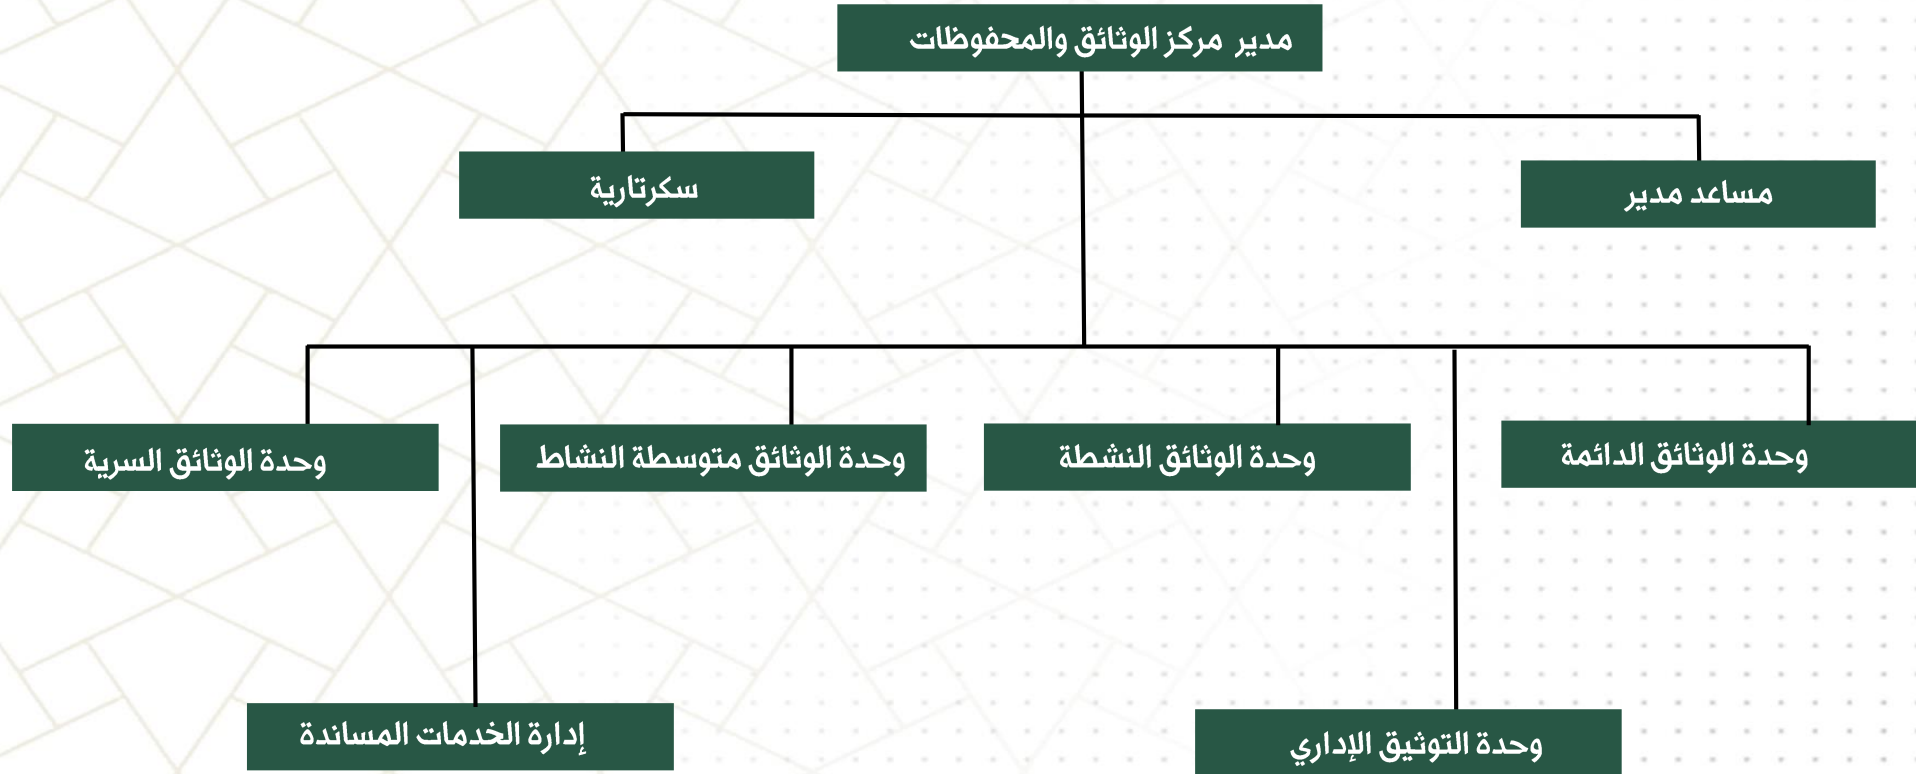 مدير مركز الوثائق والمحفوظات
مساعد مدير
سكرتارية
وحدة الوثائق الدائمة
وحدة الوثائق النشطة
وحدة الوثائق متوسطة النشاط
وحدة الوثائق السرية
وحدة التوثيق الإداري
إدارة الخدمات المساندة